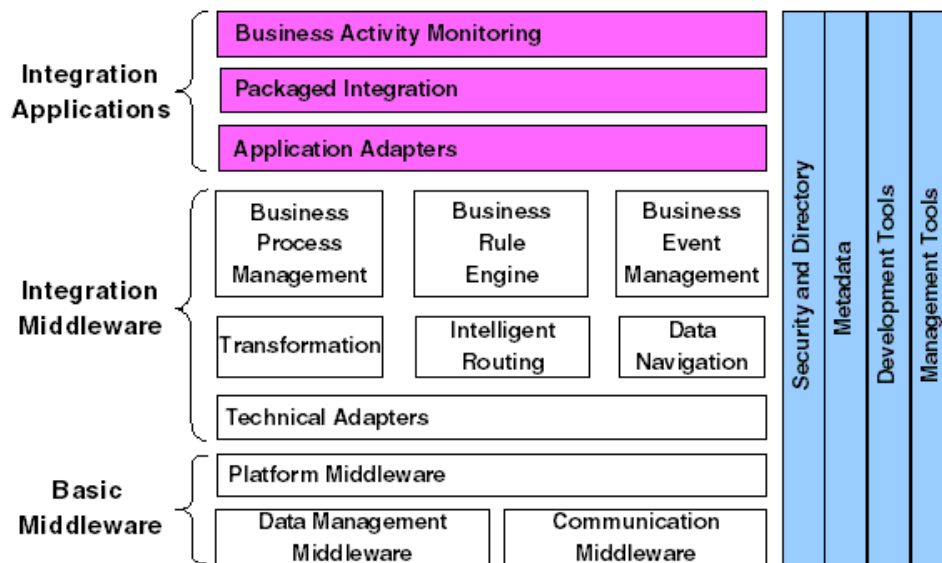 Integration
Applications
Business Activity Monitoring
Packaged Integration
Application Adapters
Integration
Middleware
Business
Process
Management
Business
Rule
Engine
Business
Event
Management
Transformation
Intelligent
Routing
Data
Navigation
Technical Adapters
Basic
Middleware
Platform Middleware
Data Management
Middleware
Communication
Middleware
Security and Directory
Metadata
Development Tools
Management Tools